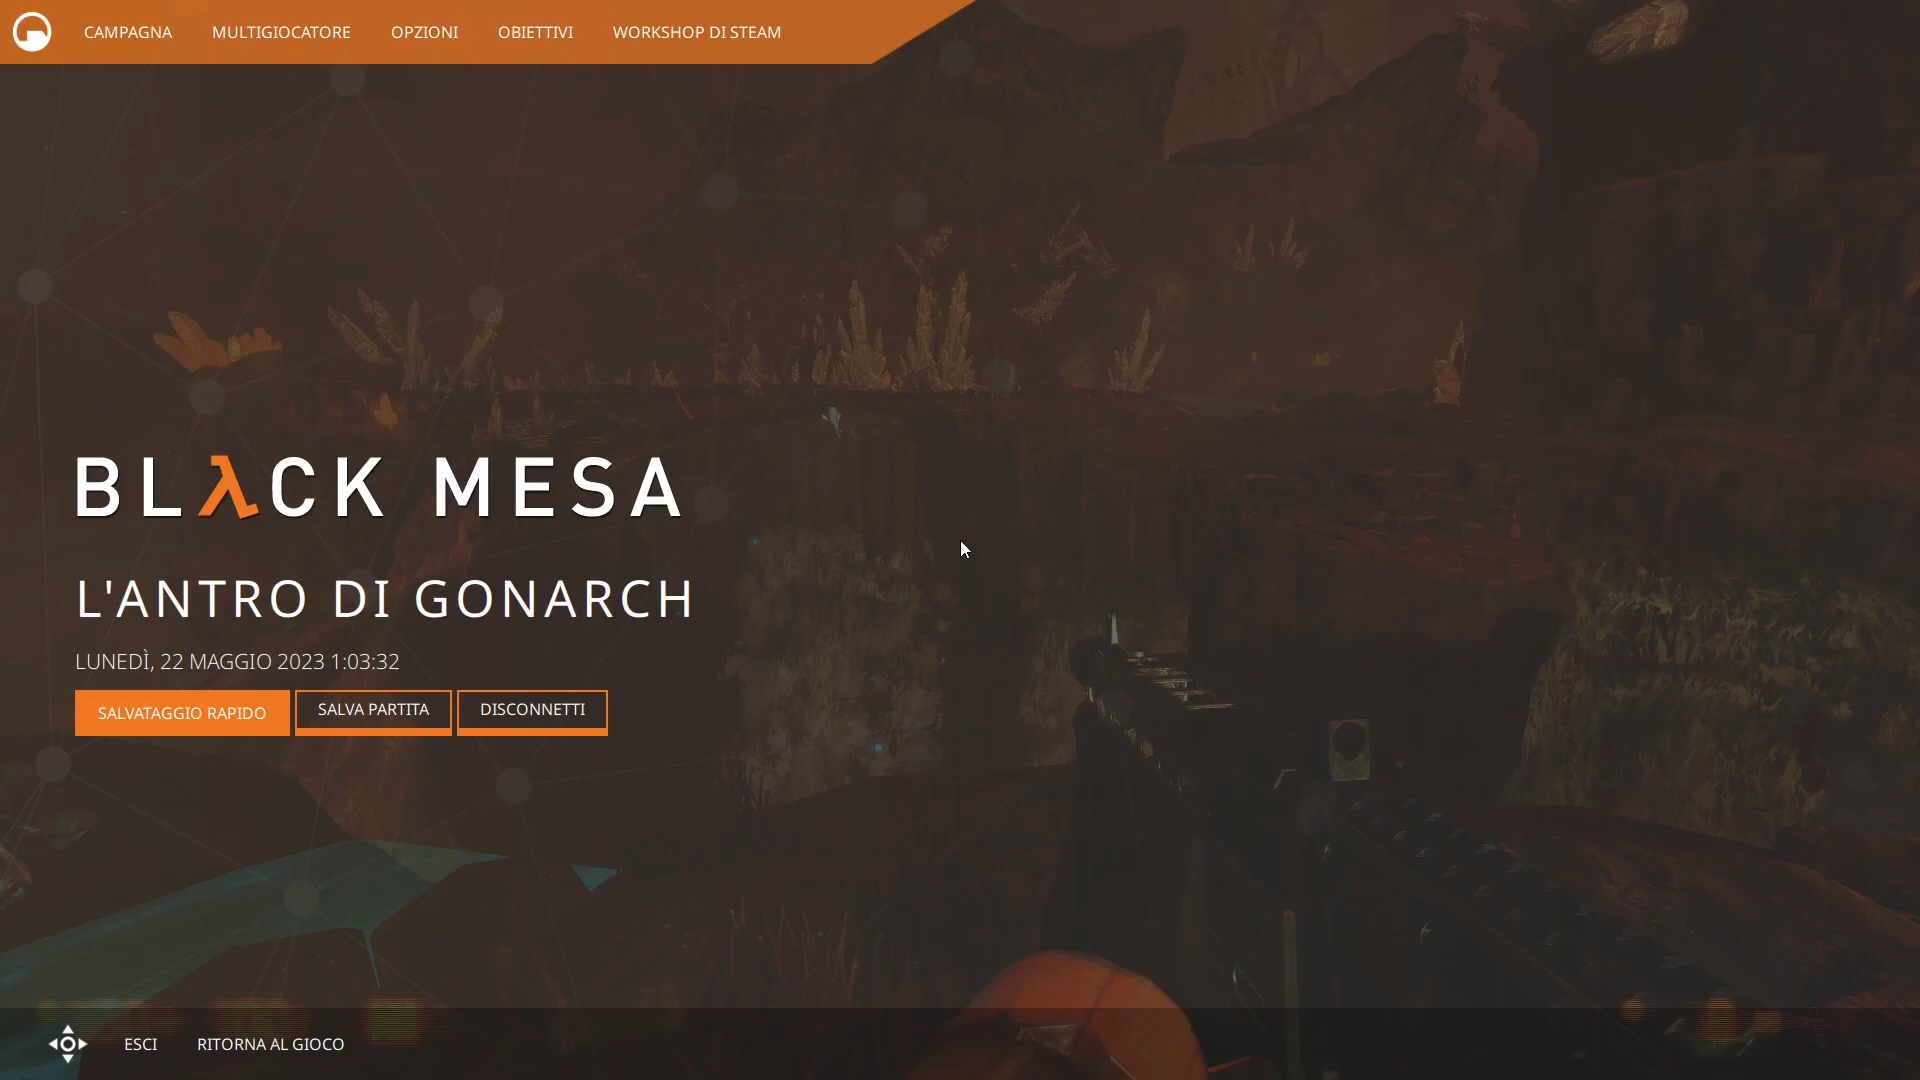 CAMPAGNA MULTIGIOCATORE OPZIONI OBIETTIVI WORKSHOP DI STEAM
BLλCK MESA
L'ANTRO DI GONARCH
LUNEDÌ, 22 MAGGIO 2023 1:03:32
SALVATAGGIO RAPIDO SALVA PARTITA DISCONNETTI
ESCI RITORNA AL GIOCO